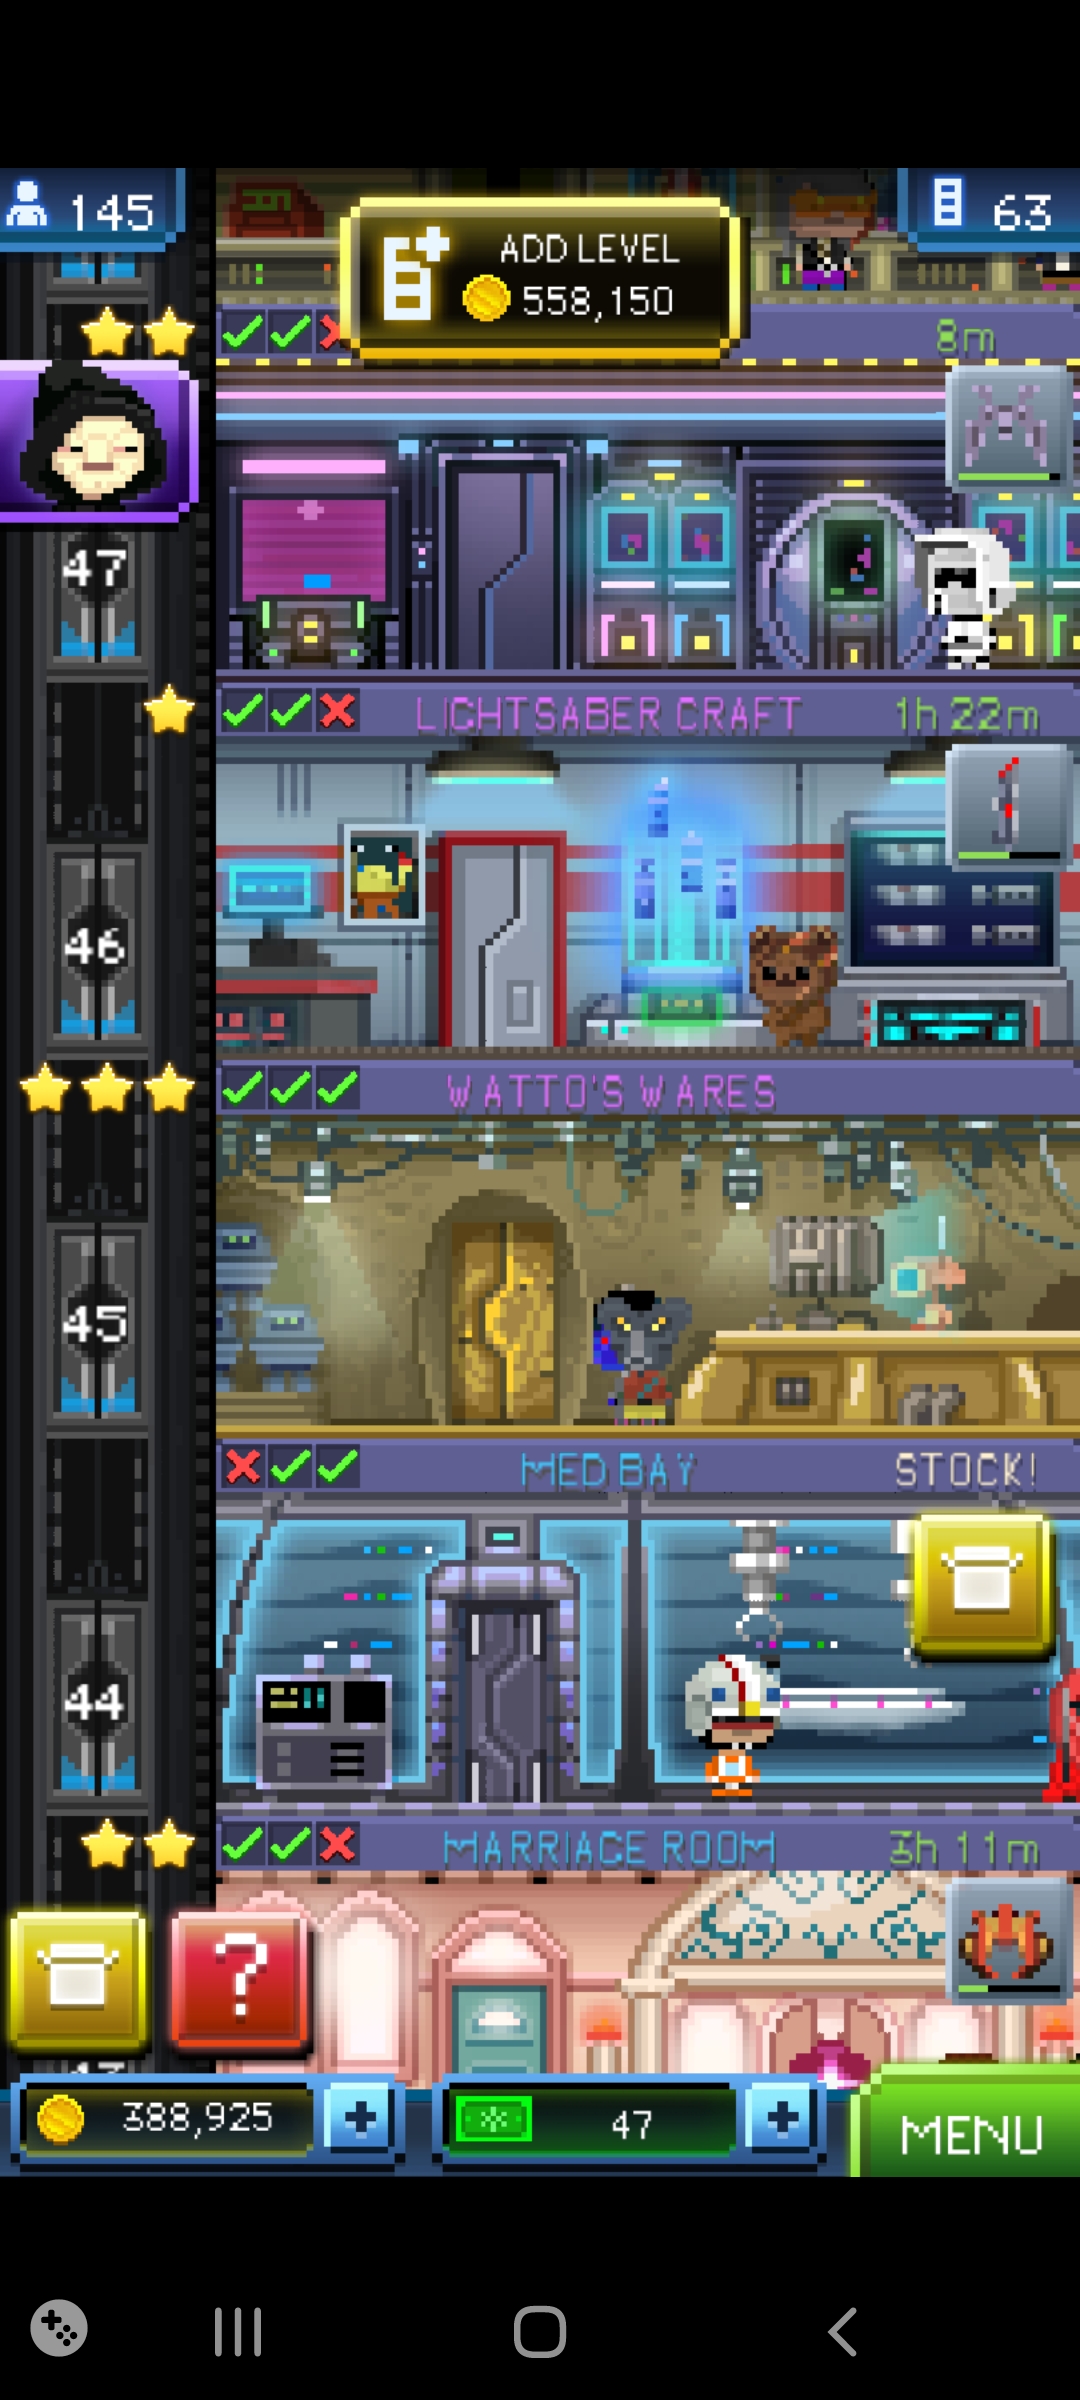 145
63
ADD LEVEL
558,150
8m
47
LIGHTSABER CRAFT
1h 22m
46
WATTO'S WARES
45
MED BAY
STOCK!
44
MARRIAGE ROOM
3h 11m
?
388,925
+
47
+
MENU